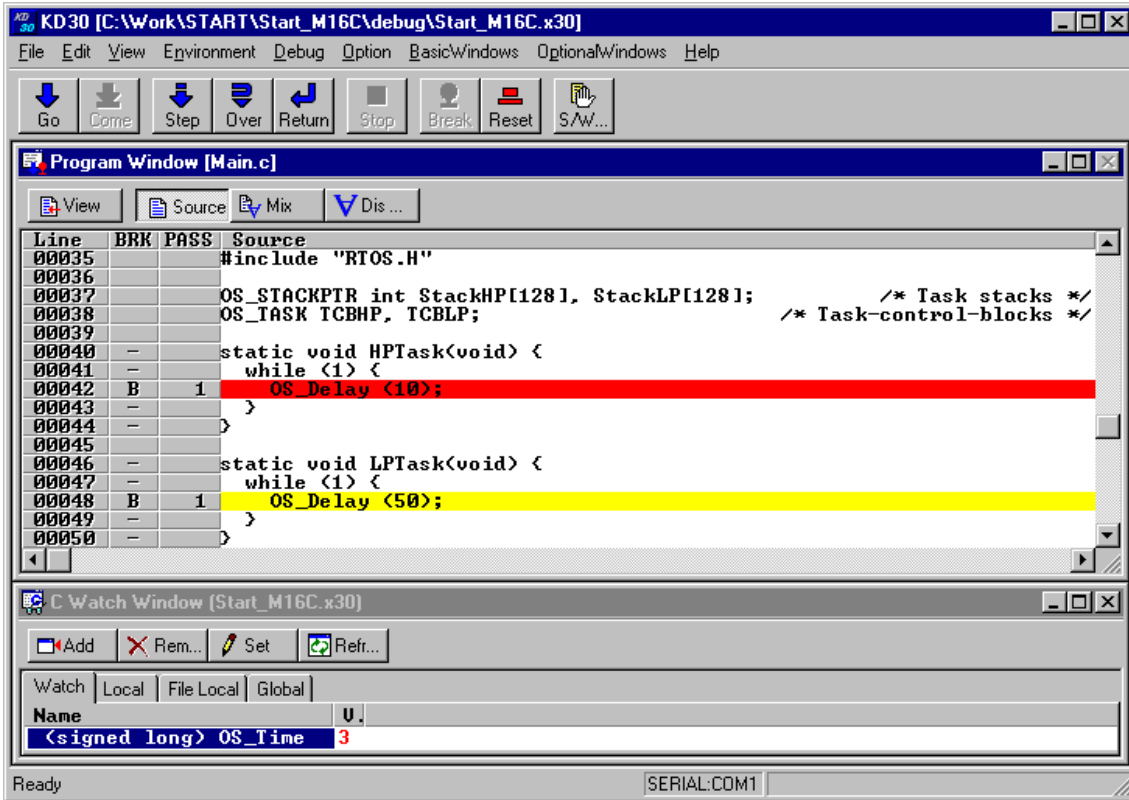 KD30 [C:\Work\START\Start_M16C\debug\Start_M16C.x30]
File Edit View Environment Debug Option BasicWindows OptionalWindows Help
Go Come Step Over Return Stop Break Reset S/W...
Program Window [Main.c]
View Source Mix Dis ...
Line BRK PASS Source
00035 #include "RTOS.H"
00036
00037 OS_STACKPTR int StackHP[128], StackLP[128]; /* Task stacks */
00038 OS_TASK TCBHP, TCBLP; /* Task-control-blocks */
00039
00040 - static void HPTask(void) {
00041 - while (1) {
00042 B 1 OS_Delay (10);
00043 - }
00044 - }
00045
00046 - static void LPTask(void) {
00047 - while (1) {
00048 B 1 OS_Delay (50);
00049 - }
00050 - }
C Watch Window [Start_M16C.x30]
Add Rem... Set Refr...
Watch Local File Local Global
Name V.
(signed long) OS_Time 3
Ready SERIAL:COM1